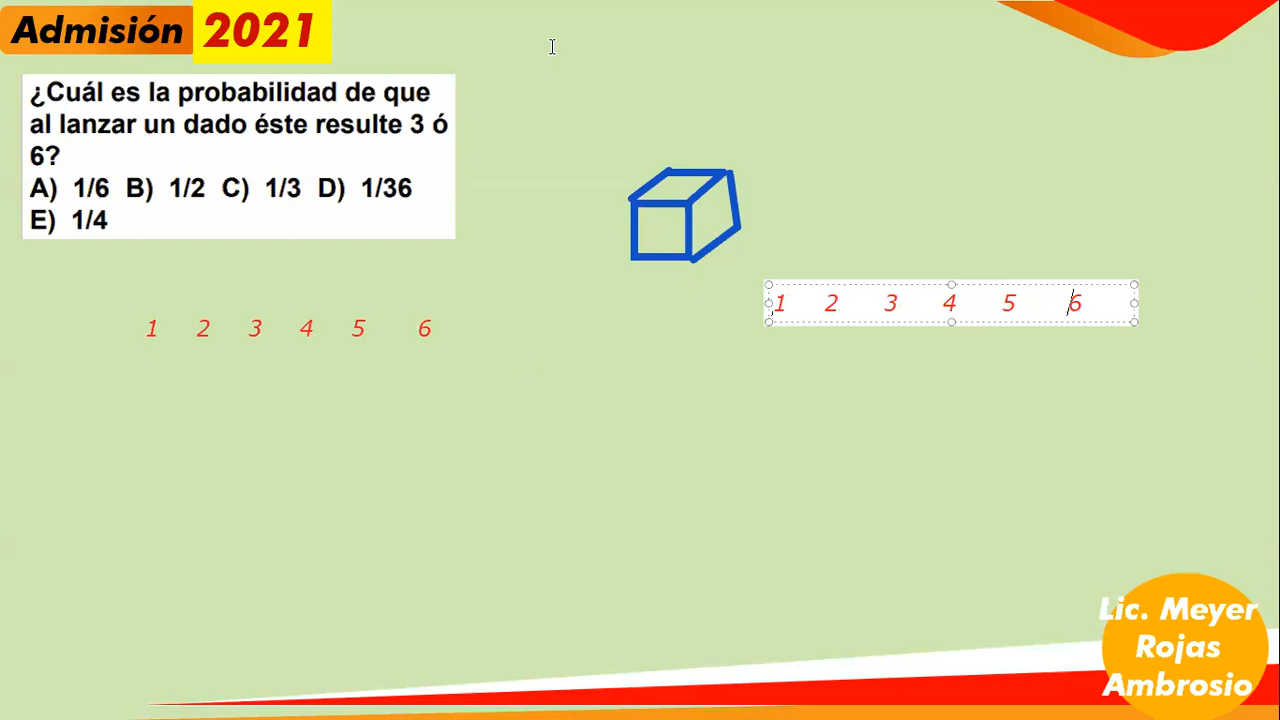 Admisión 2021
¿Cuál es la probabilidad de que
al lanzar un dado éste resulte 3 ó
6?
A) 1/6 B) 1/2 C) 1/3 D) 1/36
E) 1/4
1 2 3 4 5 6
1 2 3 4 5 6
Lic. Meyer
Rojas
Ambrosio